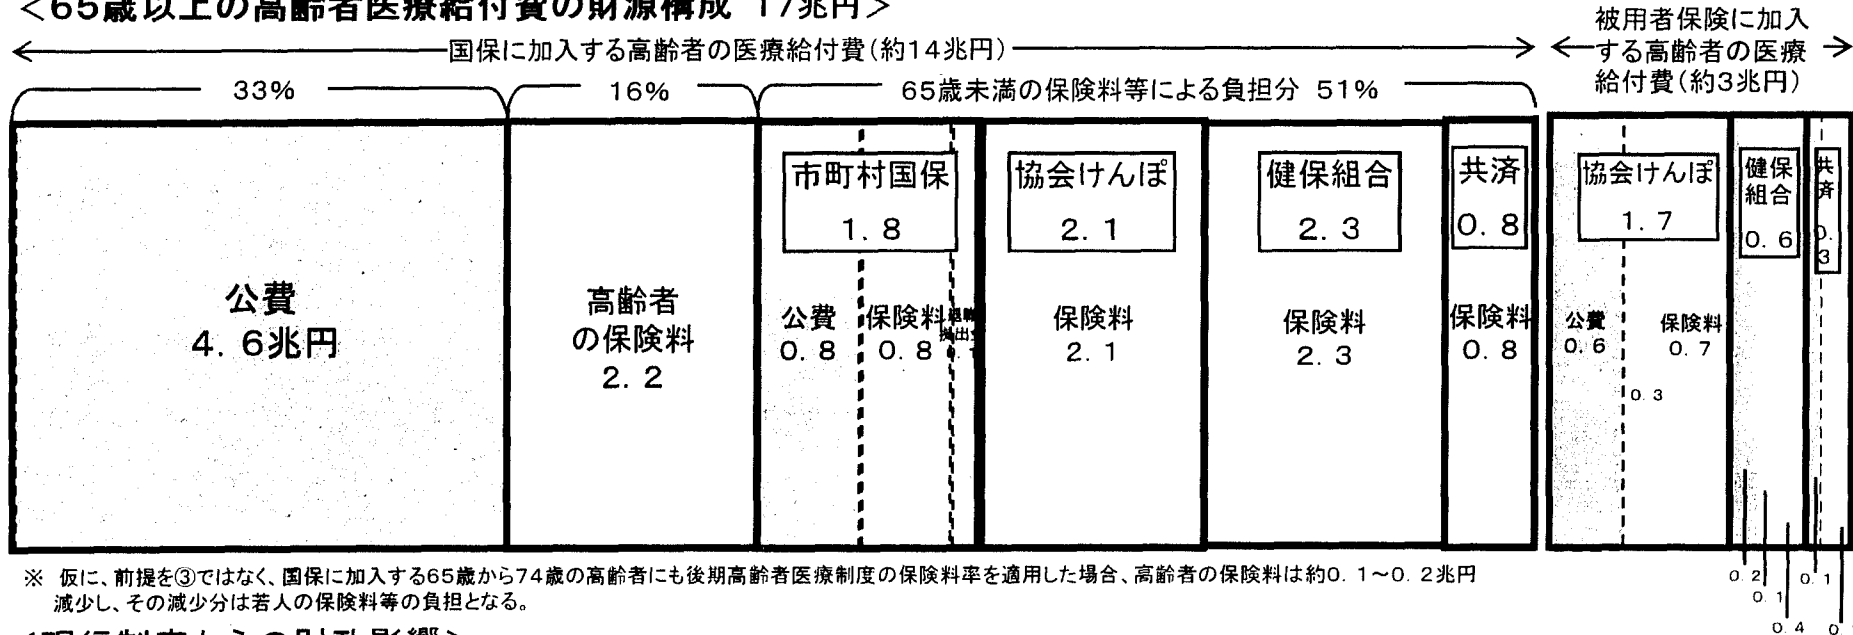 ＜65歳以上の高齢者医療給付費の財源構成 17兆円＞
国保に加入する高齢者の医療給付費(約14兆円)
被用者保険に加入
する高齢者の医療
給付費(約3兆円)
33%
16%
65歳未満の保険料等による負担分 51%
公費
4. 6兆円
高齢者
の保険料
2. 2
市町村国保
1. 8
公費
0. 8
保険料
0. 8
協会けんぽ
2. 1
保険料
2. 1
健保組合
2. 3
保険料
2. 3
共済
0. 8
保険料
0. 8
協会けんぽ
1. 7
公費
0. 6
保険料
0. 7
0. 3
健保
組合
0. 6
共
済
0.
3
0. 2
0. 1
0. 4
0. 1
※ 仮に、前提を③ではなく、国保に加入する65歳から74歳の高齢者にも後期高齢者医療制度の保険料率を適用した場合、高齢者の保険料は約0. 1～0. 2兆円
減少し、その減少分は若人の保険料等の負担となる。